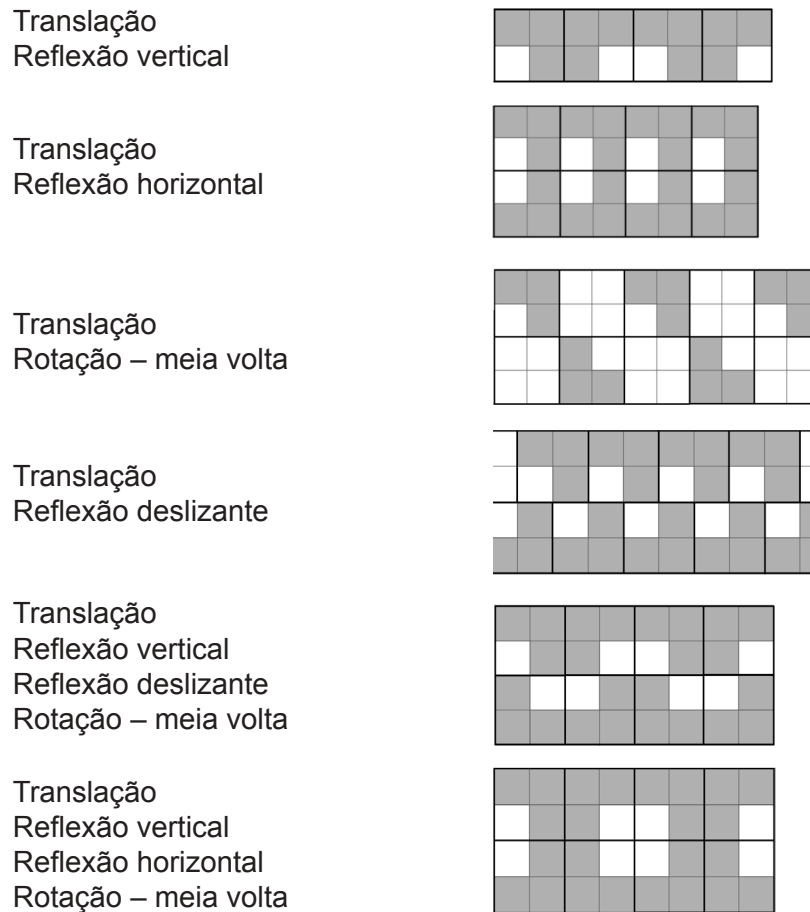 Translação
Reflexão vertical
Translação
Reflexão horizontal
Translação
Rotação – meia volta
Translação
Reflexão deslizante
Translação
Reflexão vertical
Reflexão deslizante
Rotação – meia volta
Translação
Reflexão vertical
Reflexão horizontal
Rotação – meia volta